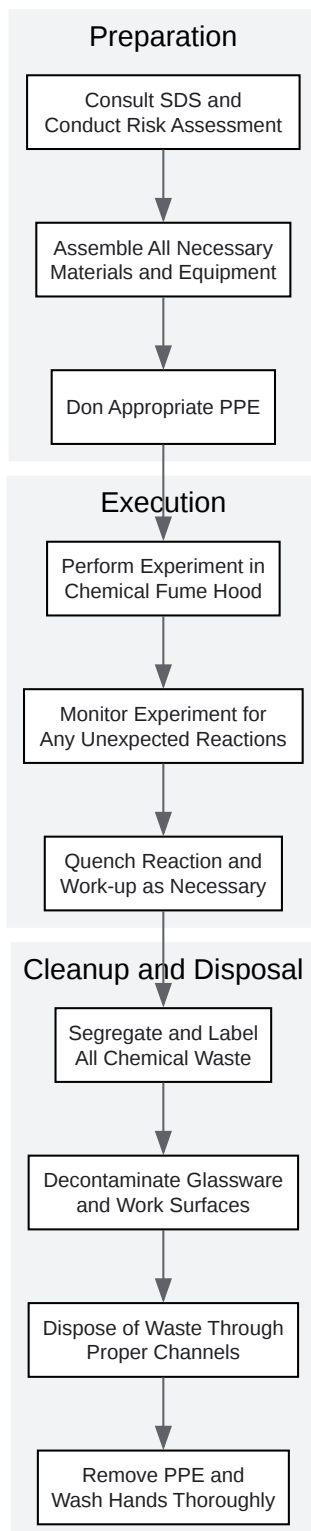 Preparation
Consult SDS and
Conduct Risk Assessment
Assemble All Necessary
Materials and Equipment
Don Appropriate PPE
Execution
Perform Experiment in
Chemical Fume Hood
Monitor Experiment for
Any Unexpected Reactions
Quench Reaction and
Work-up as Necessary
Cleanup and Disposal
Segregate and Label
All Chemical Waste
Decontaminate Glassware
and Work Surfaces
Dispose of Waste Through
Proper Channels
Remove PPE and
Wash Hands Thoroughly